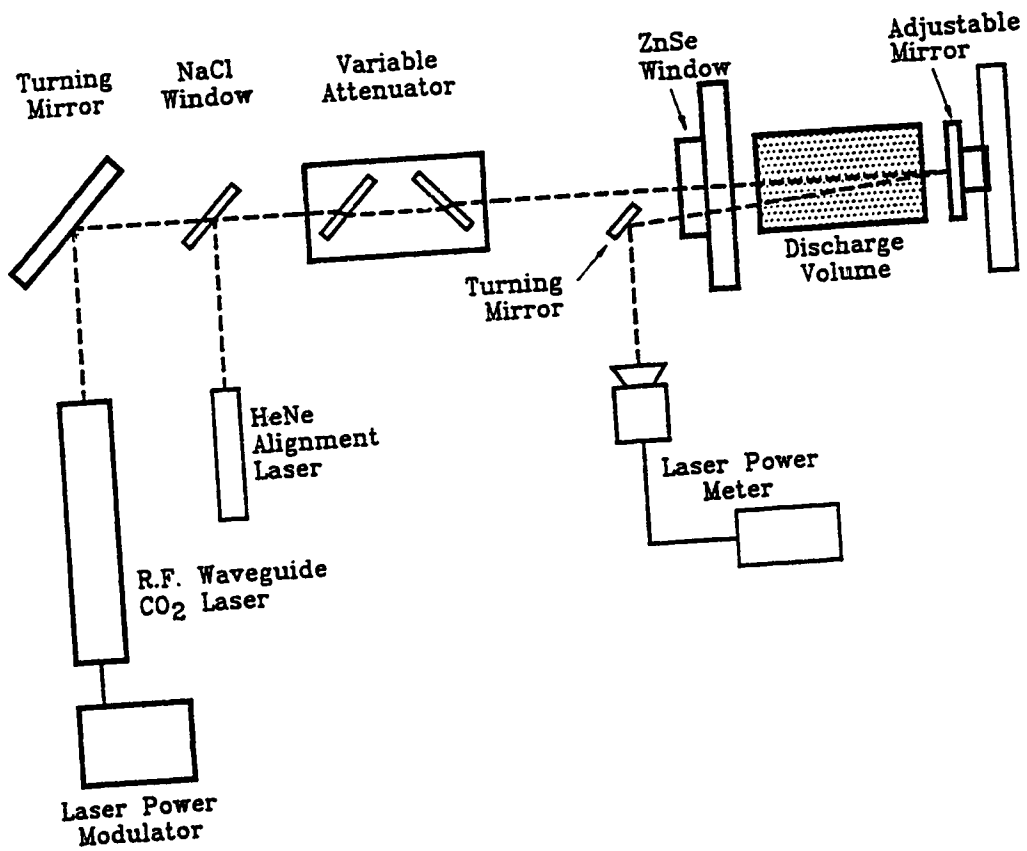 Turning
Mirror
NaCl
Window
Variable
Attenuator
ZnSe
Window
Adjustable
Mirror
Discharge
Volume
Turning
Mirror
HeNe
Alignment
Laser
Laser Power
Meter
R.F. Waveguide
CO₂ Laser
Laser Power
Modulator